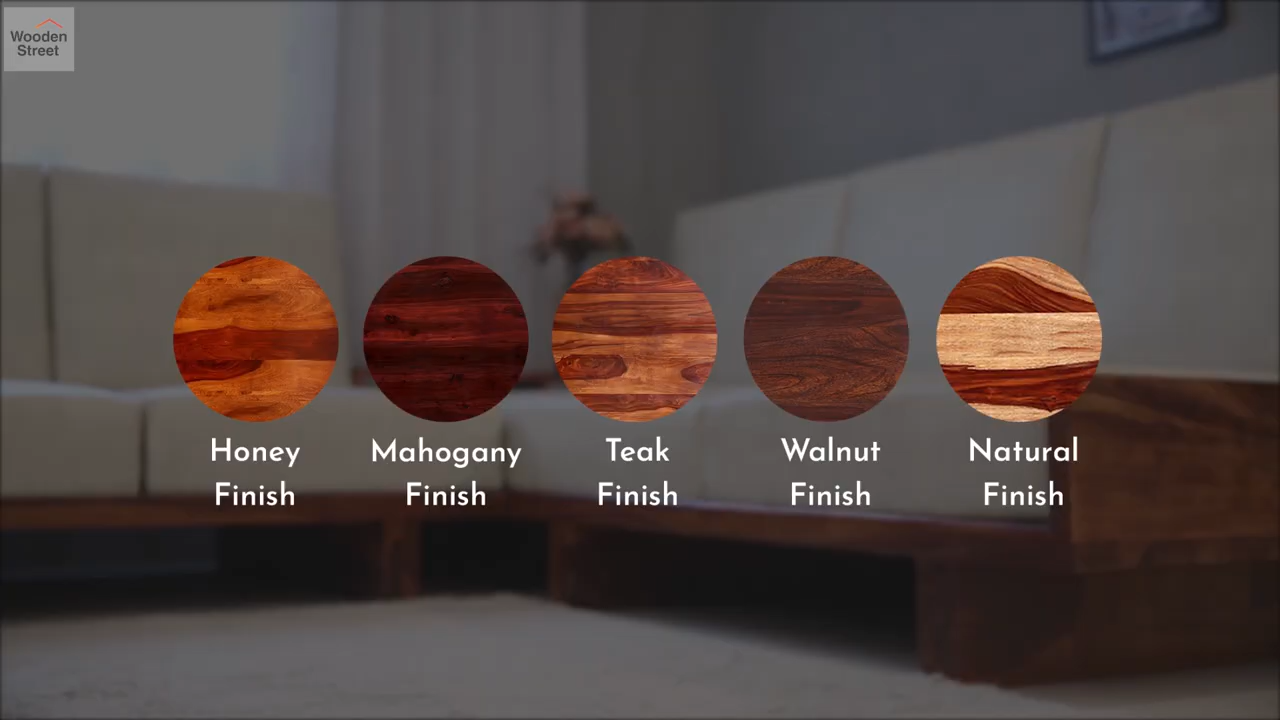 Wooden
Street
Honey
Finish
Mahogany
Finish
Teak
Finish
Walnut
Finish
Natural
Finish